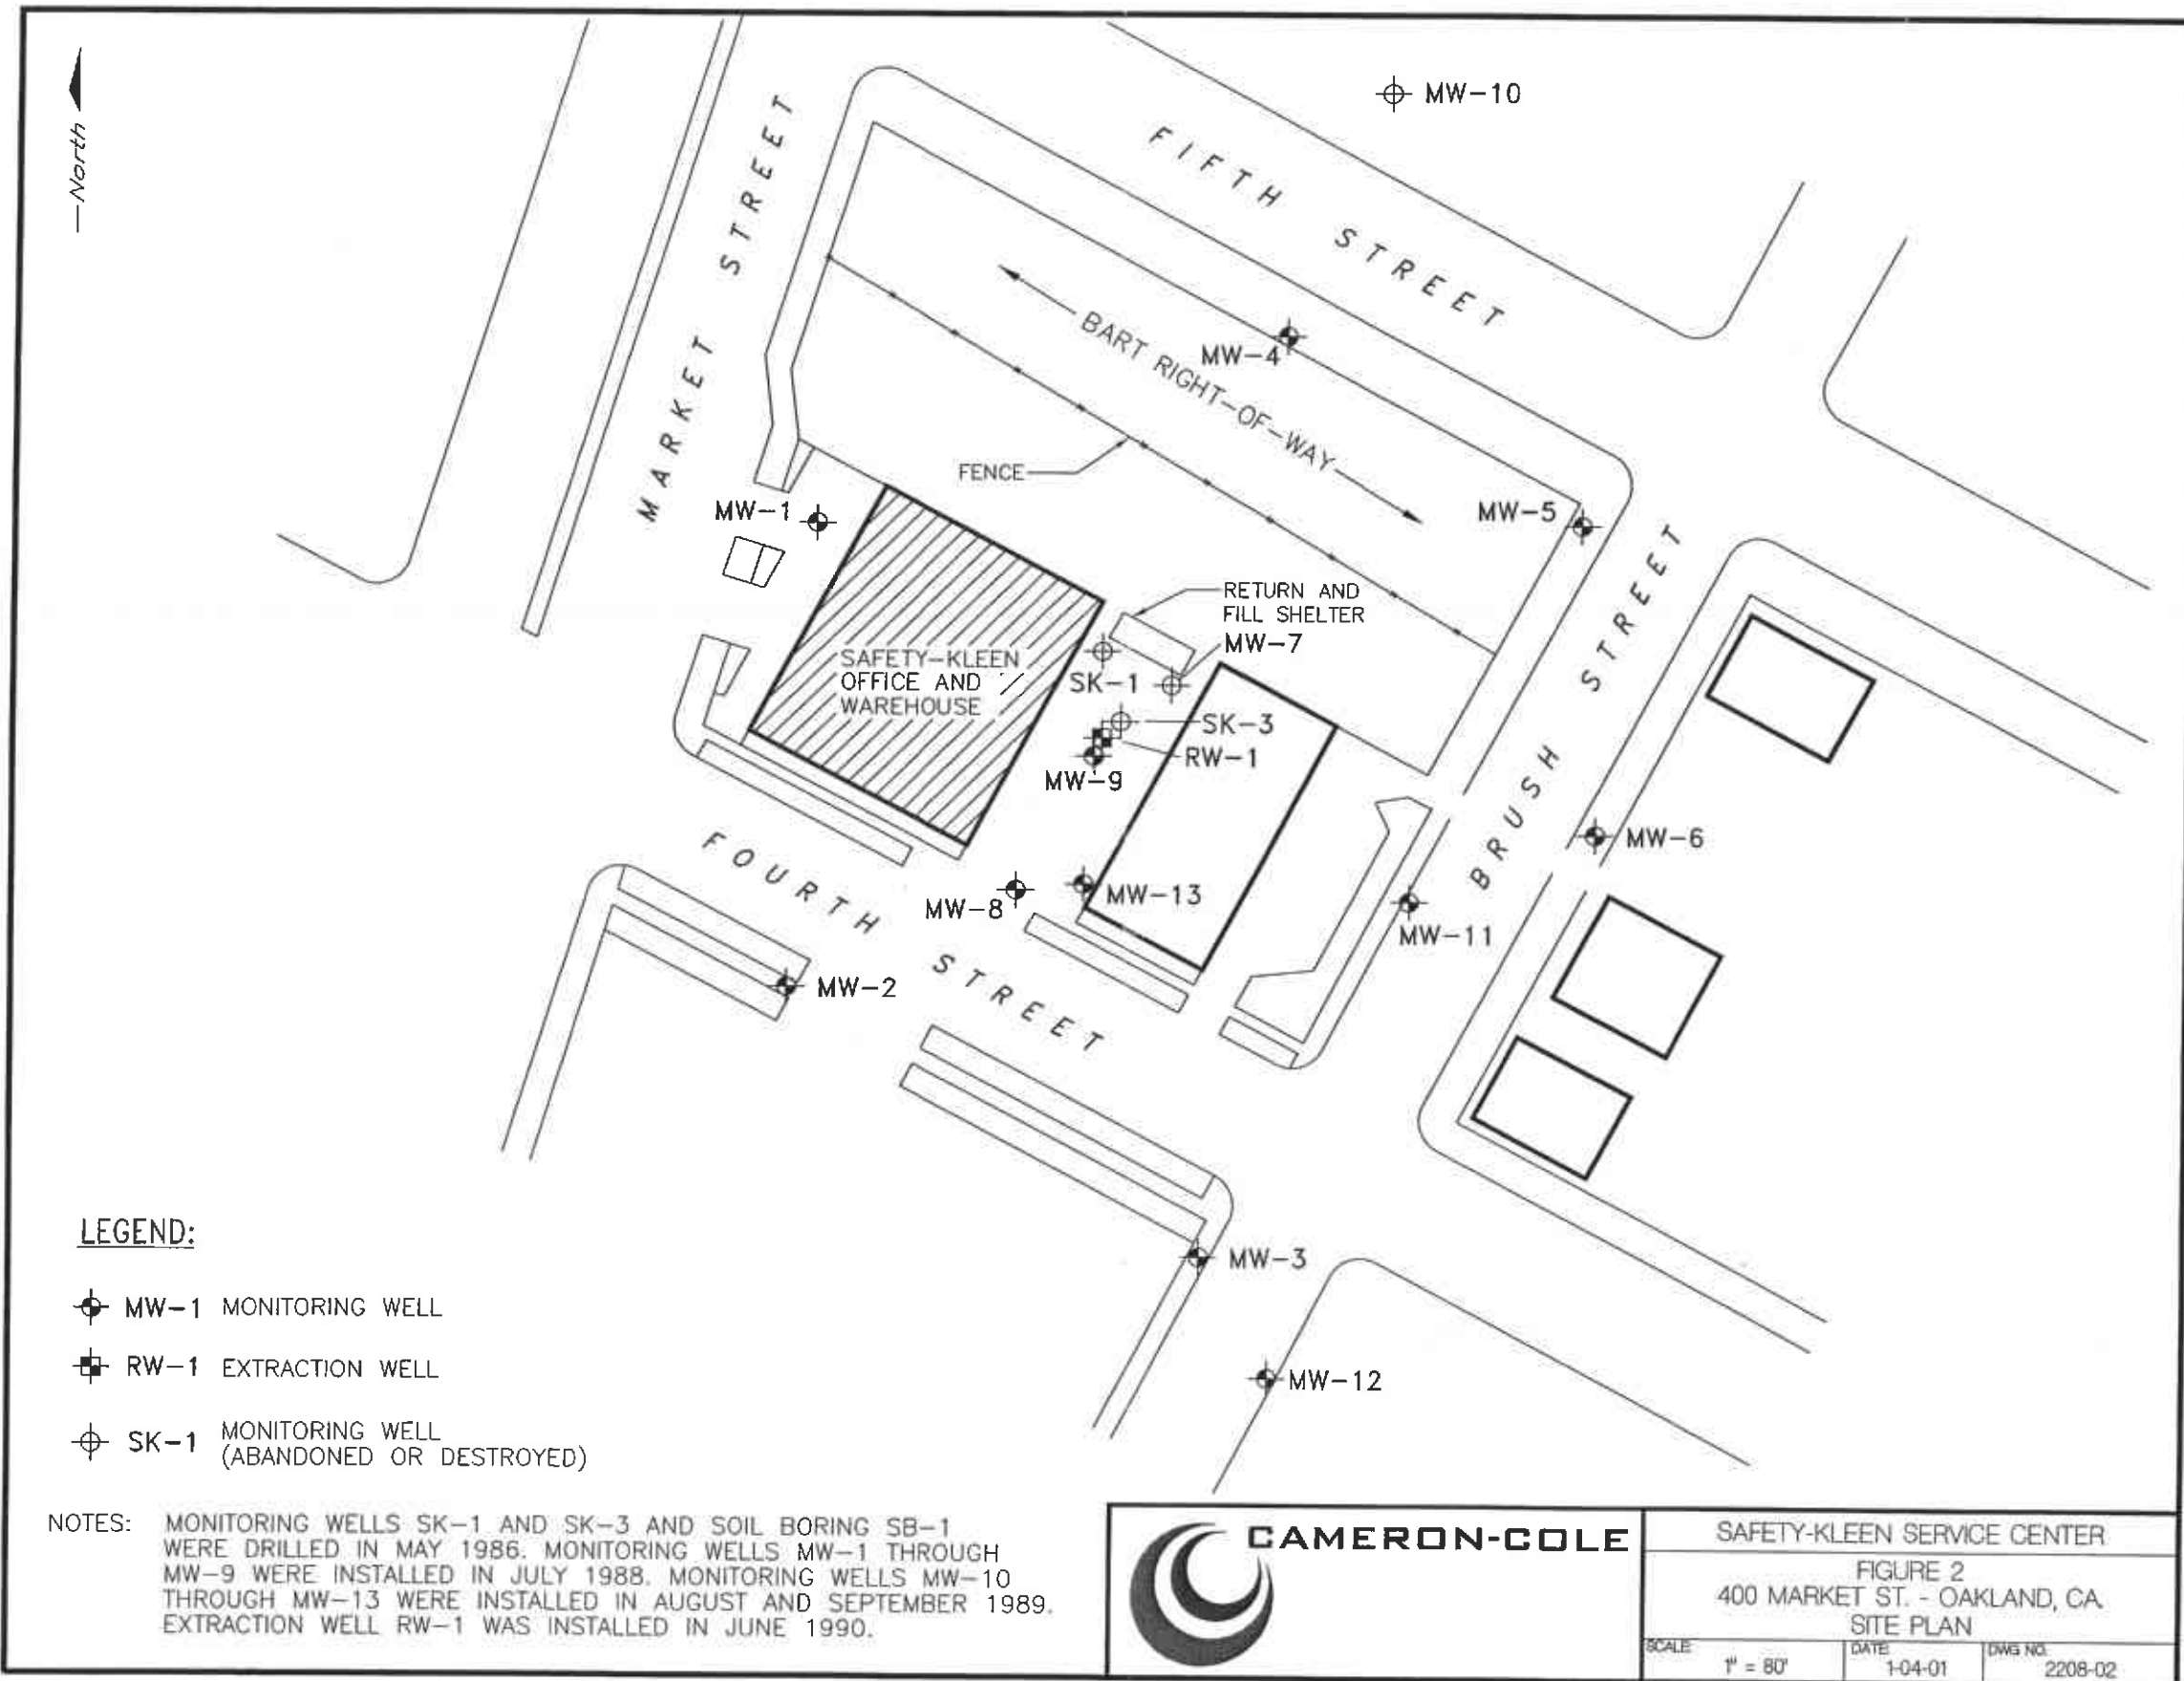 —North
MW-10
FIFTH STREET
MARKET STREET
BART RIGHT-OF-WAY
MW-4
FENCE
MW-1
MW-5
RETURN AND
FILL SHELTER
MW-7
SAFETY-KLEEN
OFFICE AND
WAREHOUSE
SK-1
SK-3
RW-1
MW-9
BRUSH STREET
MW-6
FOURTH STREET
MW-8
MW-13
MW-11
MW-2
MW-3
MW-12
LEGEND:
MW-1 MONITORING WELL
RW-1 EXTRACTION WELL
SK-1 MONITORING WELL
(ABANDONED OR DESTROYED)
NOTES: MONITORING WELLS SK-1 AND SK-3 AND SOIL BORING SB-1
WERE DRILLED IN MAY 1986. MONITORING WELLS MW-1 THROUGH
MW-9 WERE INSTALLED IN JULY 1988. MONITORING WELLS MW-10
THROUGH MW-13 WERE INSTALLED IN AUGUST AND SEPTEMBER 1989.
EXTRACTION WELL RW-1 WAS INSTALLED IN JUNE 1990.
CAMERON-COLE
SAFETY-KLEEN SERVICE CENTER
FIGURE 2
400 MARKET ST. - OAKLAND, CA.
SITE PLAN
SCALE 1" = 80'
DATE 1-04-01
DWG NO. 2208-02